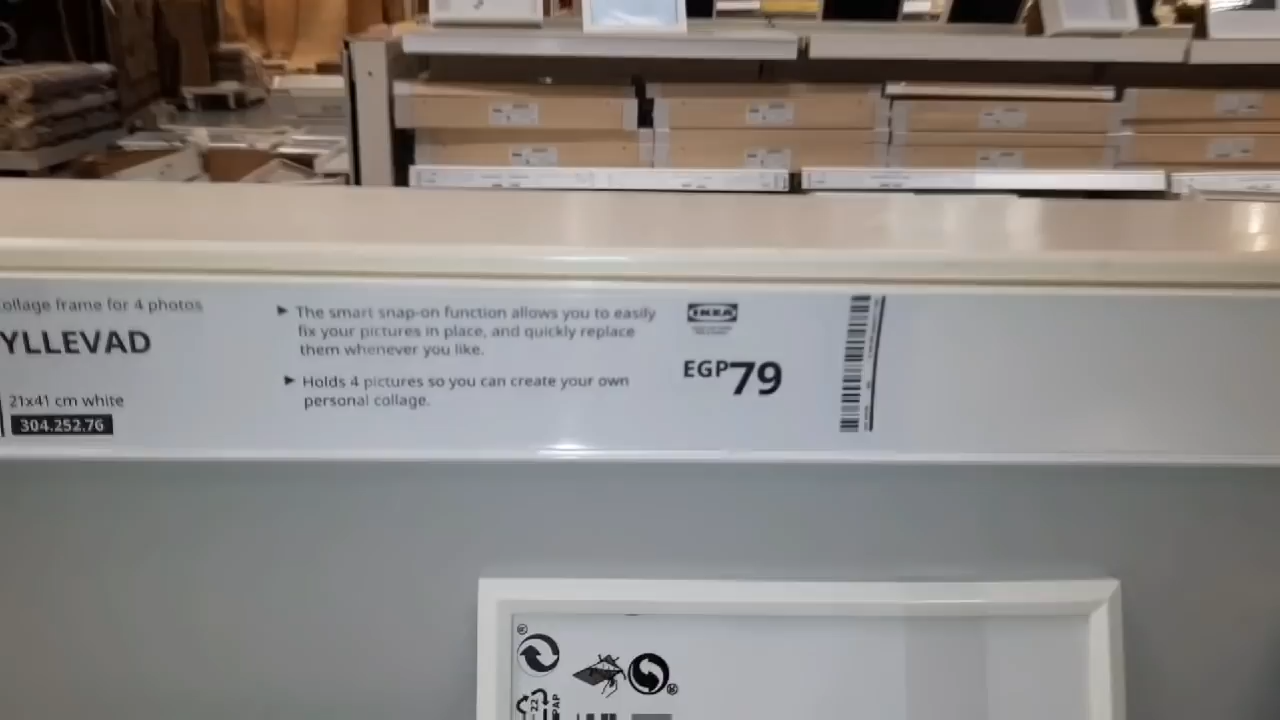 ollage frame for 4 photos
YLLEVAD
21x41 cm white
304.252.76
► The smart snap-on function allows you to easily
fix your pictures in place, and quickly replace
them whenever you like.
► Holds 4 pictures so you can create your own
personal collage.
IKEA
EGP79
22
PAP